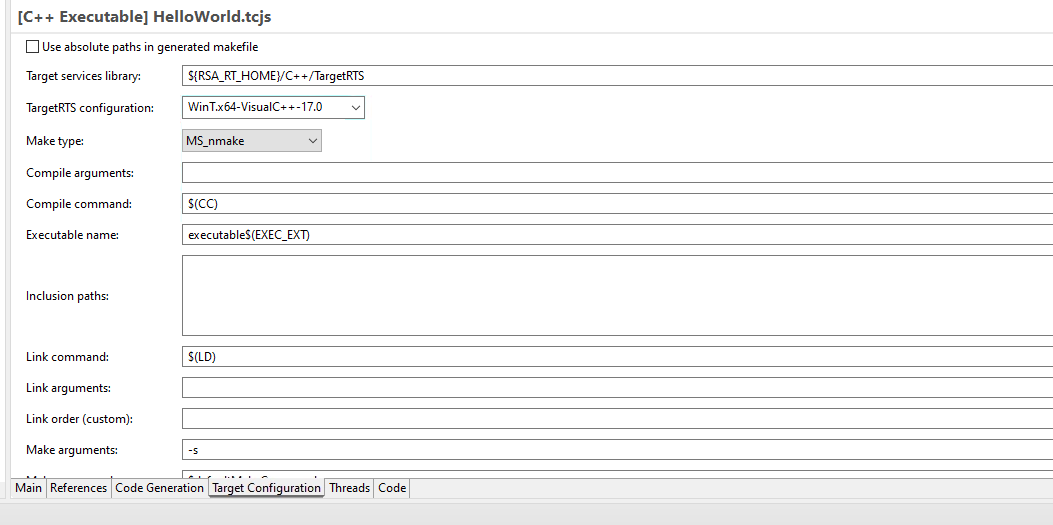 [C++ Executable] HelloWorld.tcjs
Use absolute paths in generated makefile
Target services library: ${RSA_RT_HOME}/C++/TargetRTS
TargetRTS configuration: WinT.x64-VisualC++-17.0
Make type: MS_nmake
Compile arguments:
Compile command: $(CC)
Executable name: executable$(EXEC_EXT)
Inclusion paths:
Link command: $(LD)
Link arguments:
Link order (custom):
Make arguments: -s
Main References Code Generation Target Configuration Threads Code